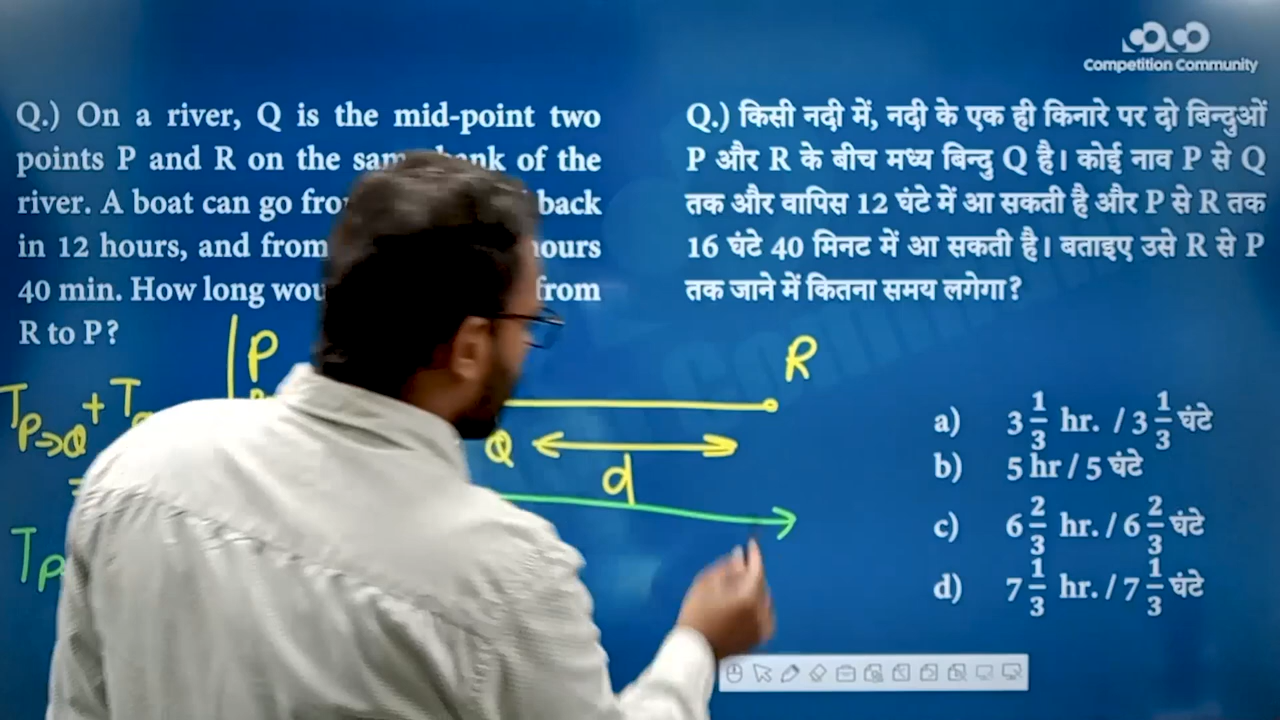 Competition Community
Q.) On a river, Q is the mid-point two
points P and R on the same bank of the
river. A boat can go back
in 12 hours, and from hours
40 min. How long from
R to P?
Q.) किसी नदी में, नदी के एक ही किनारे पर दो बिन्दुओं
P और R के बीच मध्य बिन्दु Q है। कोई नाव P से Q
तक और वापिस 12 घंटे में आ सकती है और P से R तक
16 घंटे 40 मिनट में आ सकती है। बताइए उसे R से P
तक जाने में कितना समय लगेगा?
P
R
T P→Q + T
Q
d
T P
a) 3 1/3 hr. / 3 1/3 घंटे
b) 5 hr / 5 घंटे
c) 6 2/3 hr. / 6 2/3 घंटे
d) 7 1/3 hr. / 7 1/3 घंटे